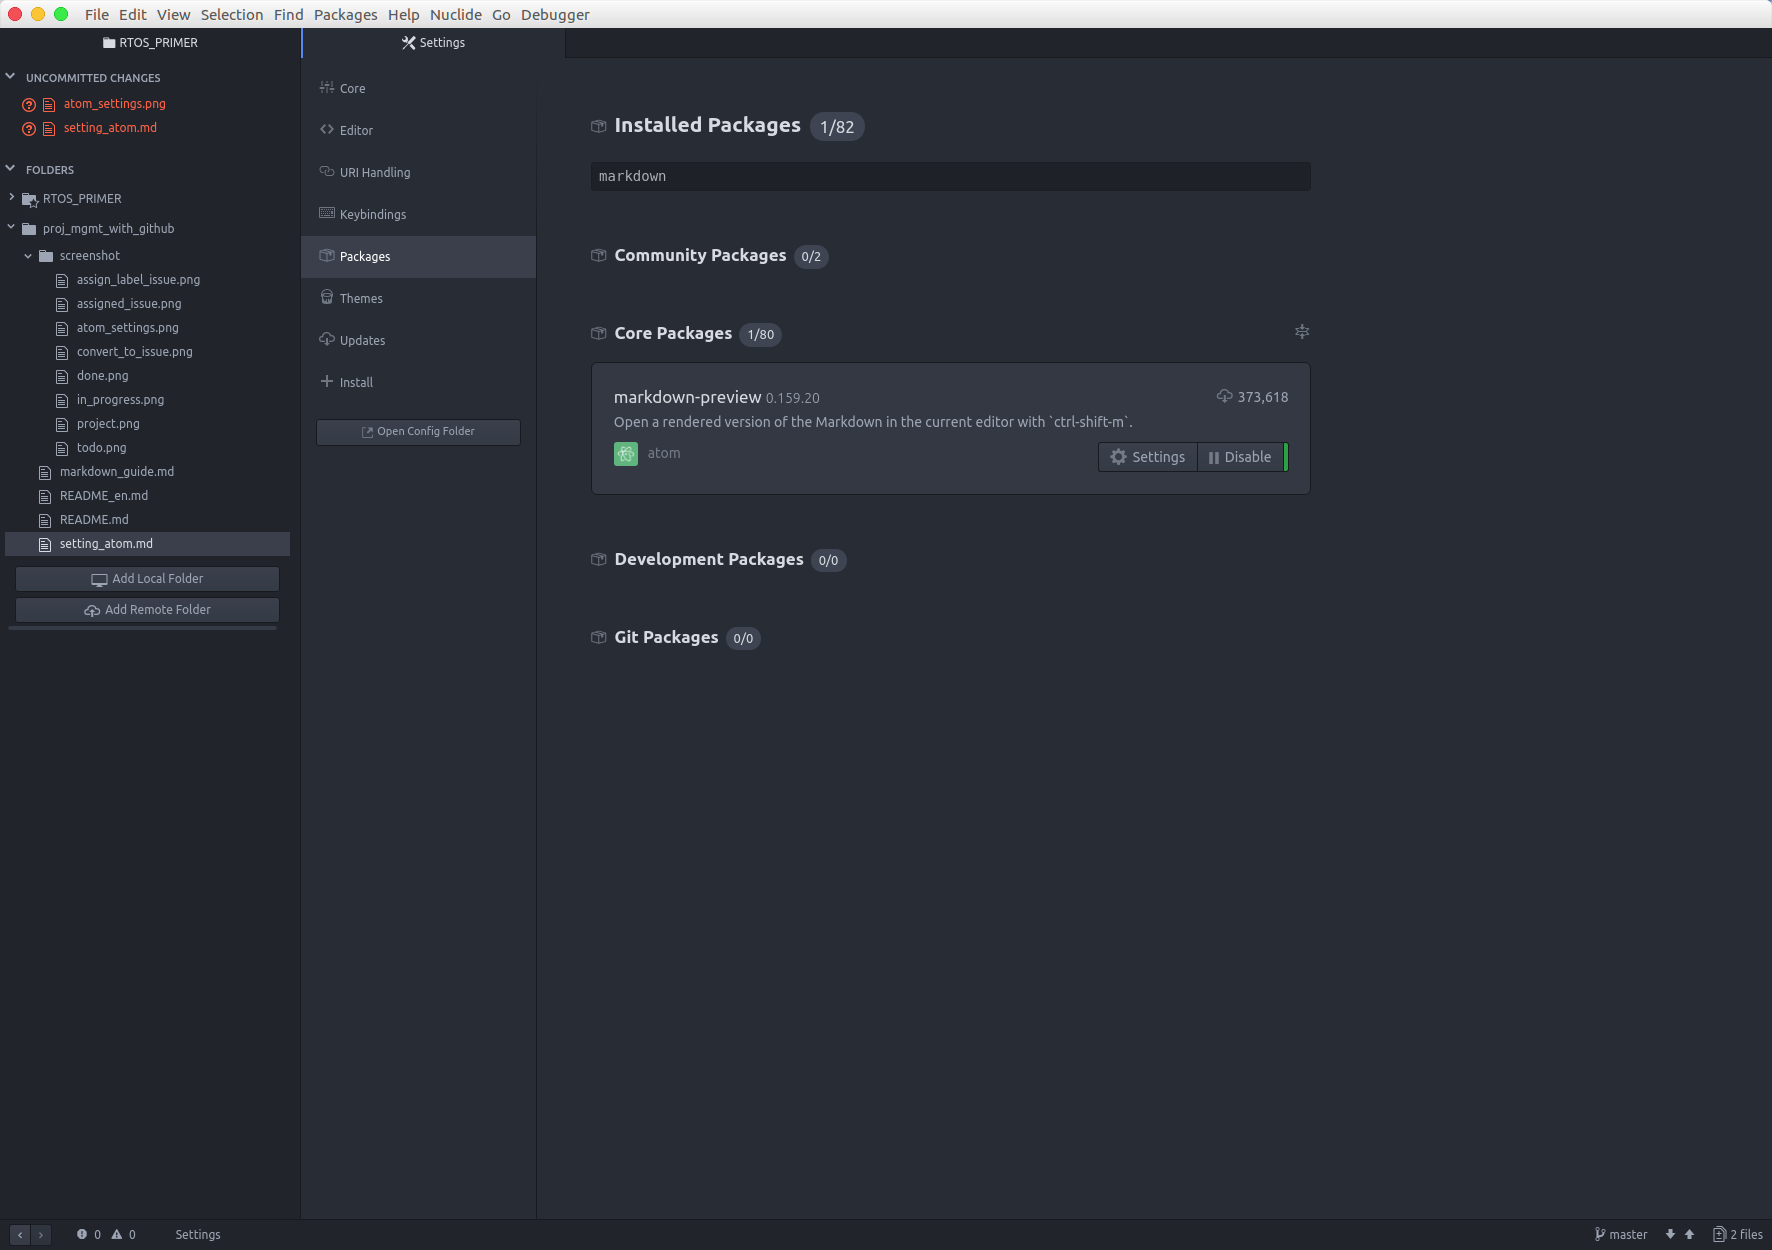 File Edit View Selection Find Packages Help Nuclide Go Debugger
RTOS_PRIMER
UNCOMMITTED CHANGES
atom_settings.png
setting_atom.md
FOLDERS
RTOS_PRIMER
proj_mgmt_with_github
screenshot
assign_label_issue.png
assigned_issue.png
atom_settings.png
convert_to_issue.png
done.png
in_progress.png
project.png
todo.png
markdown_guide.md
README_en.md
README.md
setting_atom.md
Add Local Folder
Add Remote Folder
Settings
Core
Editor
URI Handling
Keybindings
Packages
Themes
Updates
Install
Open Config Folder
Installed Packages 1/82
markdown
Community Packages 0/2
Core Packages 1/80
markdown-preview 0.159.20 373,618
Open a rendered version of the Markdown in the current editor with `ctrl-shift-m`.
atom
Settings Disable
Development Packages 0/0
Git Packages 0/0
0 0 Settings master 2 files